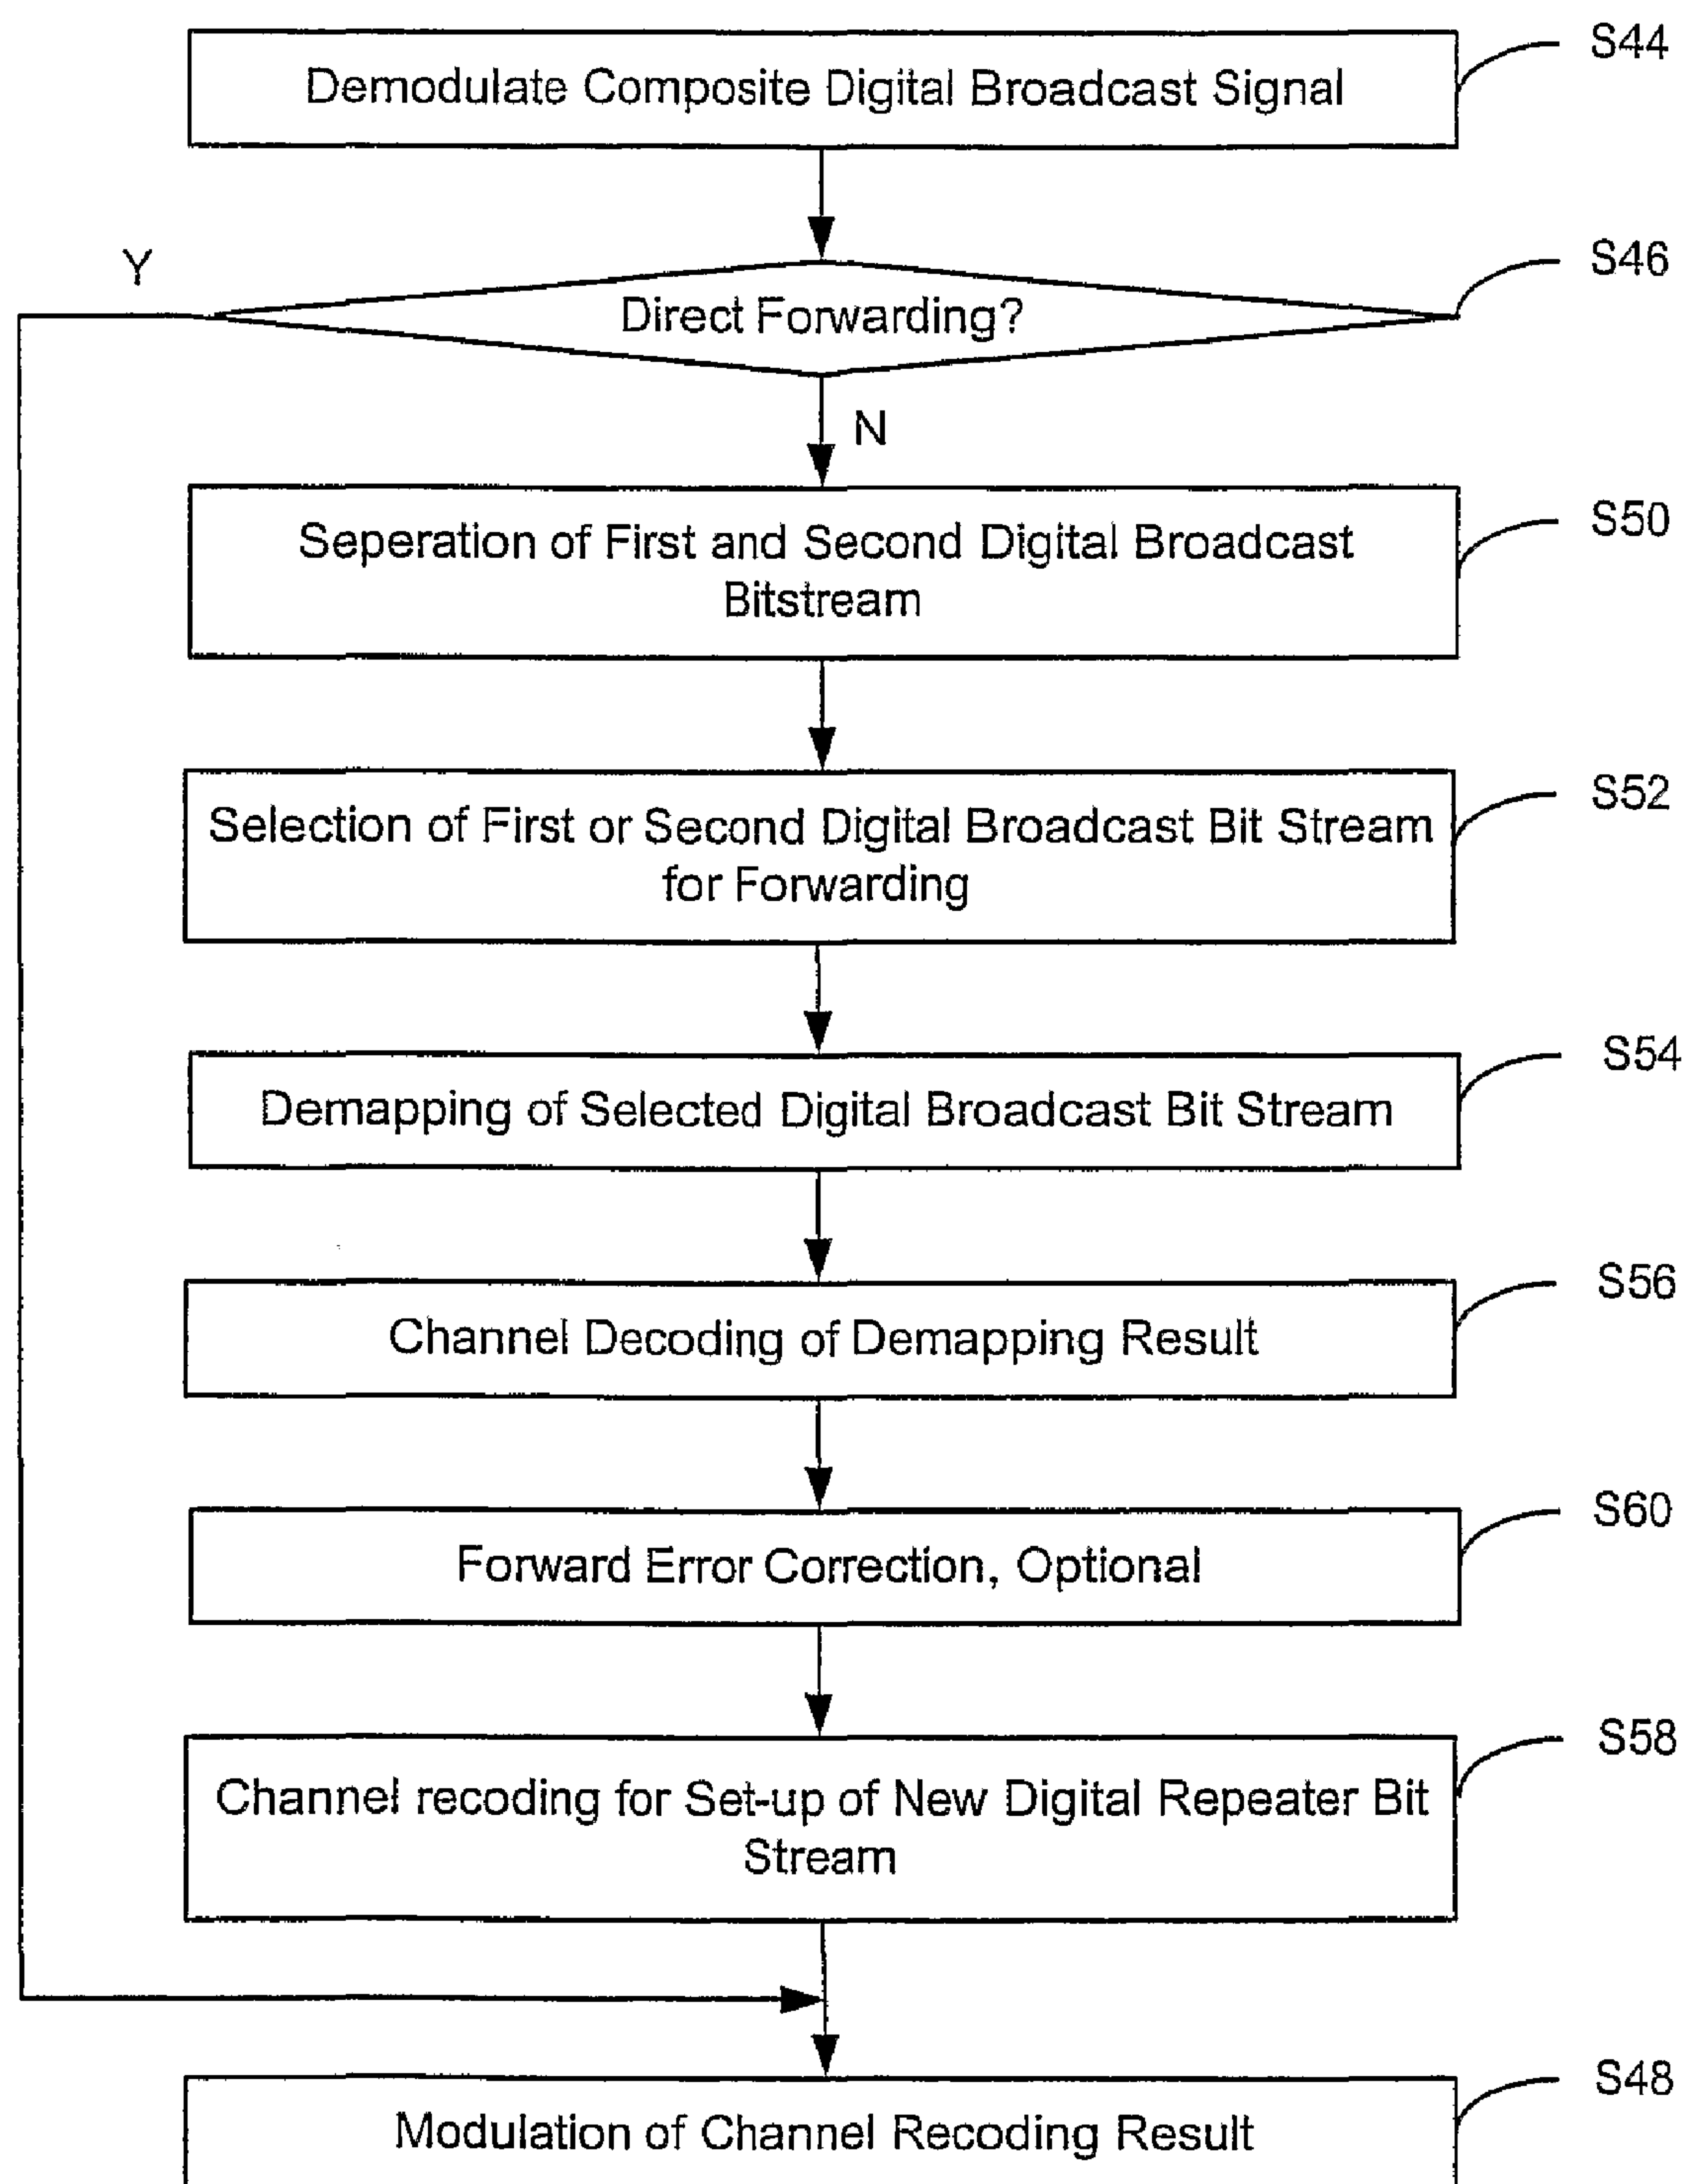 Demodulate Composite Digital Broadcast Signal
S44
Y
Direct Forwarding?
S46
N
Seperation of First and Second Digital Broadcast
Bitstream
S50
Selection of First or Second Digital Broadcast Bit Stream
for Forwarding
S52
Demapping of Selected Digital Broadcast Bit Stream
S54
Channel Decoding of Demapping Result
S56
Forward Error Correction, Optional
S60
Channel recoding for Set-up of New Digital Repeater Bit
Stream
S58
Modulation of Channel Recoding Result
S48